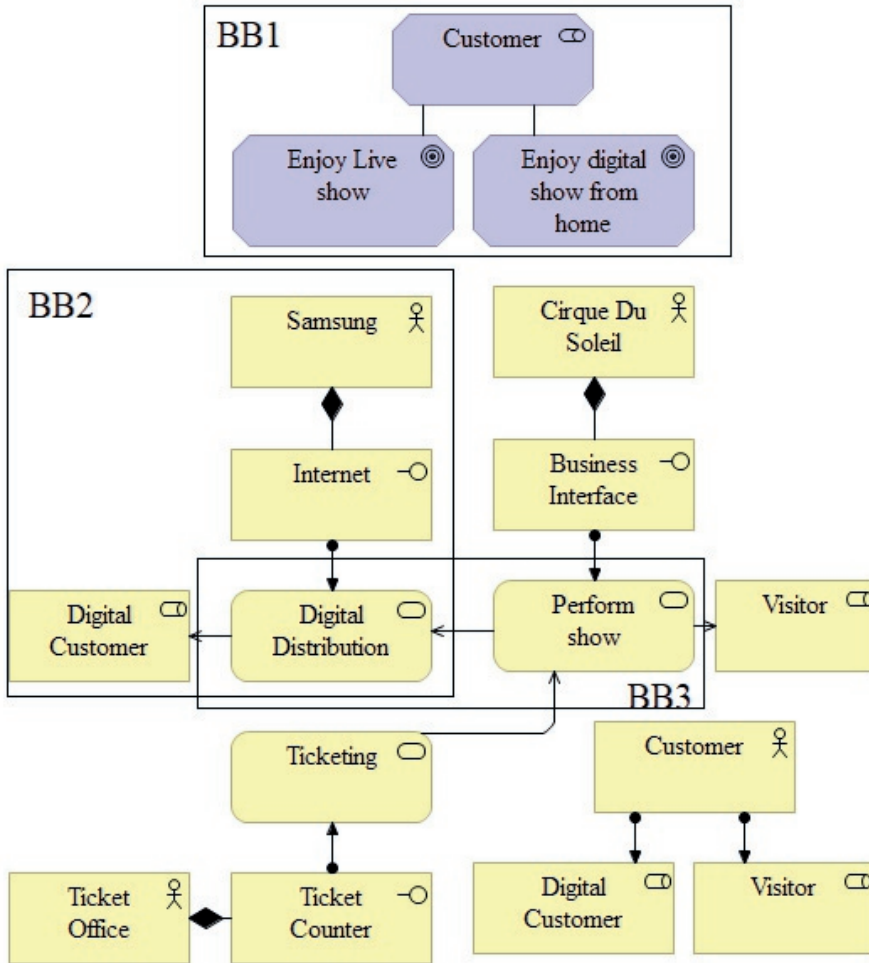 BB1
Customer
Enjoy Live
show
Enjoy digital
show from
home
BB2
Samsung
Cirque Du
Soleil
Internet
Business
Interface
Digital
Customer
Digital
Distribution
Perform
show
Visitor
BB3
Ticketing
Customer
Ticket
Office
Ticket
Counter
Digital
Customer
Visitor